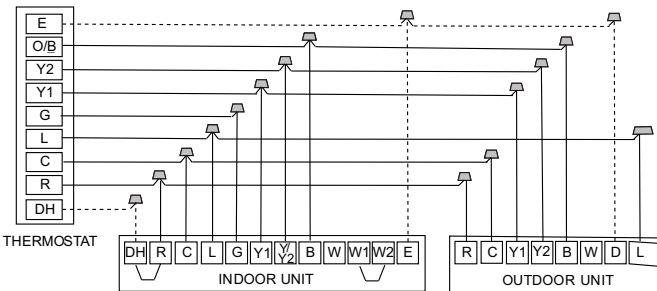 E
O/B
Y2
Y1
G
L
C
R
DH
THERMOSTAT
DH R C L G Y1 Y/Y2 B W W1 W2 E
INDOOR UNIT
R C Y1 Y2 B W D L
OUTDOOR UNIT